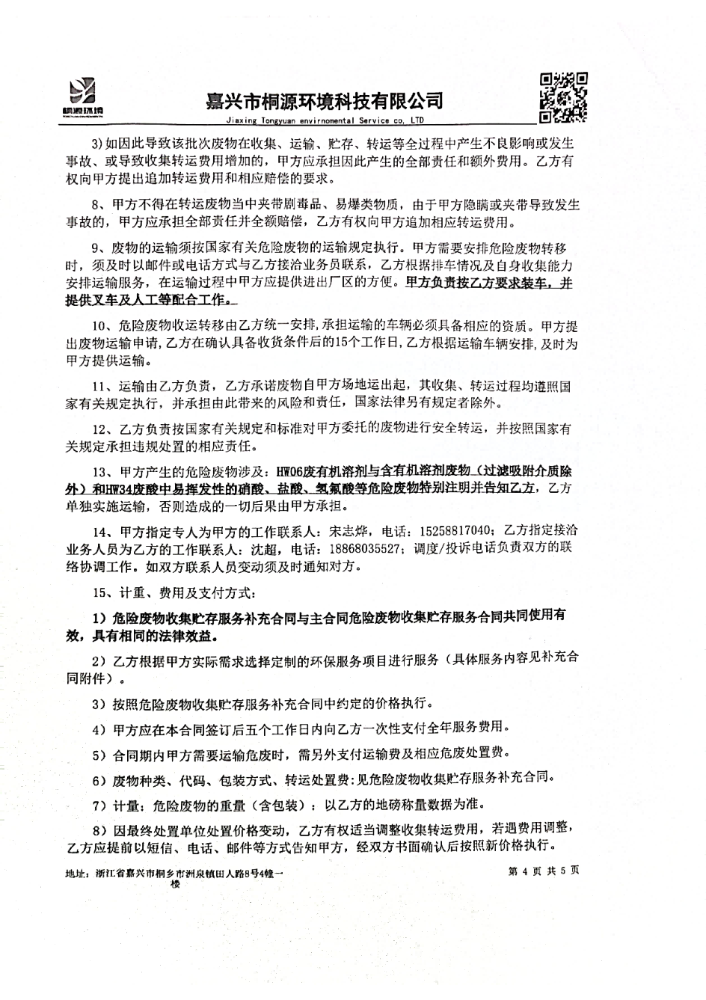 桐源环境
嘉兴市桐源环境科技有限公司
Jiaxing Tongyuan envirnomental Service co, LTD
3)如因此导致该批次废物在收集、运输、贮存、转运等全过程中产生不良影响或发生
事故、或导致收集转运费用增加的，甲方应承担因此产生的全部责任和额外费用。乙方有
权向甲方提出追加转运费用和相应赔偿的要求。
8、甲方不得在转运废物当中夹带剧毒品、易爆类物质，由于甲方隐瞒或夹带导致发生
事故的，甲方应承担全部责任并全额赔偿，乙方有权向甲方追加相应转运费用。
9、废物的运输须按国家有关危险废物的运输规定执行。甲方需要安排危险废物转移
时，须及时以邮件或电话方式与乙方接洽业务员联系，乙方根据排车情况及自身收集能力
安排运输服务，在运输过程中甲方应提供进出厂区的方便。甲方负责按乙方要求装车，并
提供叉车及人工等配合工作。
10、危险废物收运转移由乙方统一安排,承担运输的车辆必须具备相应的资质。甲方提
出废物运输申请,乙方在确认具备收货条件后的15个工作日,乙方根据运输车辆安排,及时为
甲方提供运输。
11、运输由乙方负责，乙方承诺废物自甲方场地运出起，其收集、转运过程均遵照国
家有关规定执行，并承担由此带来的风险和责任，国家法律另有规定者除外。
12、乙方负责按国家有关规定和标准对甲方委托的废物进行安全转运，并按照国家有
关规定承担违规处置的相应责任。
13、甲方产生的危险废物涉及：HW06废有机溶剂与含有机溶剂废物（过滤吸附介质除
外）和HW34废酸中易挥发性的硝酸、盐酸、氢氟酸等危险废物特别注明并告知乙方，乙方
单独实施运输，否则造成的一切后果由甲方承担。
14、甲方指定专人为甲方的工作联系人：宋志烨，电话：15258817040；乙方指定接洽
业务人员为乙方的工作联系人：沈超，电话：18868035527；调度/投诉电话负责双方的联
络协调工作。如双方联系人员变动须及时通知对方。
15、计重、费用及支付方式：
1）危险废物收集贮存服务补充合同与主合同危险废物收集贮存服务合同共同使用有
效，具有相同的法律效益。
2）乙方根据甲方实际需求选择定制的环保服务项目进行服务（具体服务内容见补充合
同附件）。
3）按照危险废物收集贮存服务补充合同中约定的价格执行。
4）甲方应在本合同签订后五个工作日内向乙方一次性支付全年服务费用。
5）合同期内甲方需要运输危废时，需另外支付运输费及相应危废处置费。
6）废物种类、代码、包装方式、转运处置费:见危险废物收集贮存服务补充合同。
7）计量：危险废物的重量（含包装）：以乙方的地磅称量数据为准。
8）因最终处置单位处置价格变动，乙方有权适当调整收集转运费用，若遇费用调整，
乙方应提前以短信、电话、邮件等方式告知甲方，经双方书面确认后按照新价格执行。
地址：浙江省嘉兴市桐乡市洲泉镇田人路8号4幢一
楼
第 4 页 共 5 页